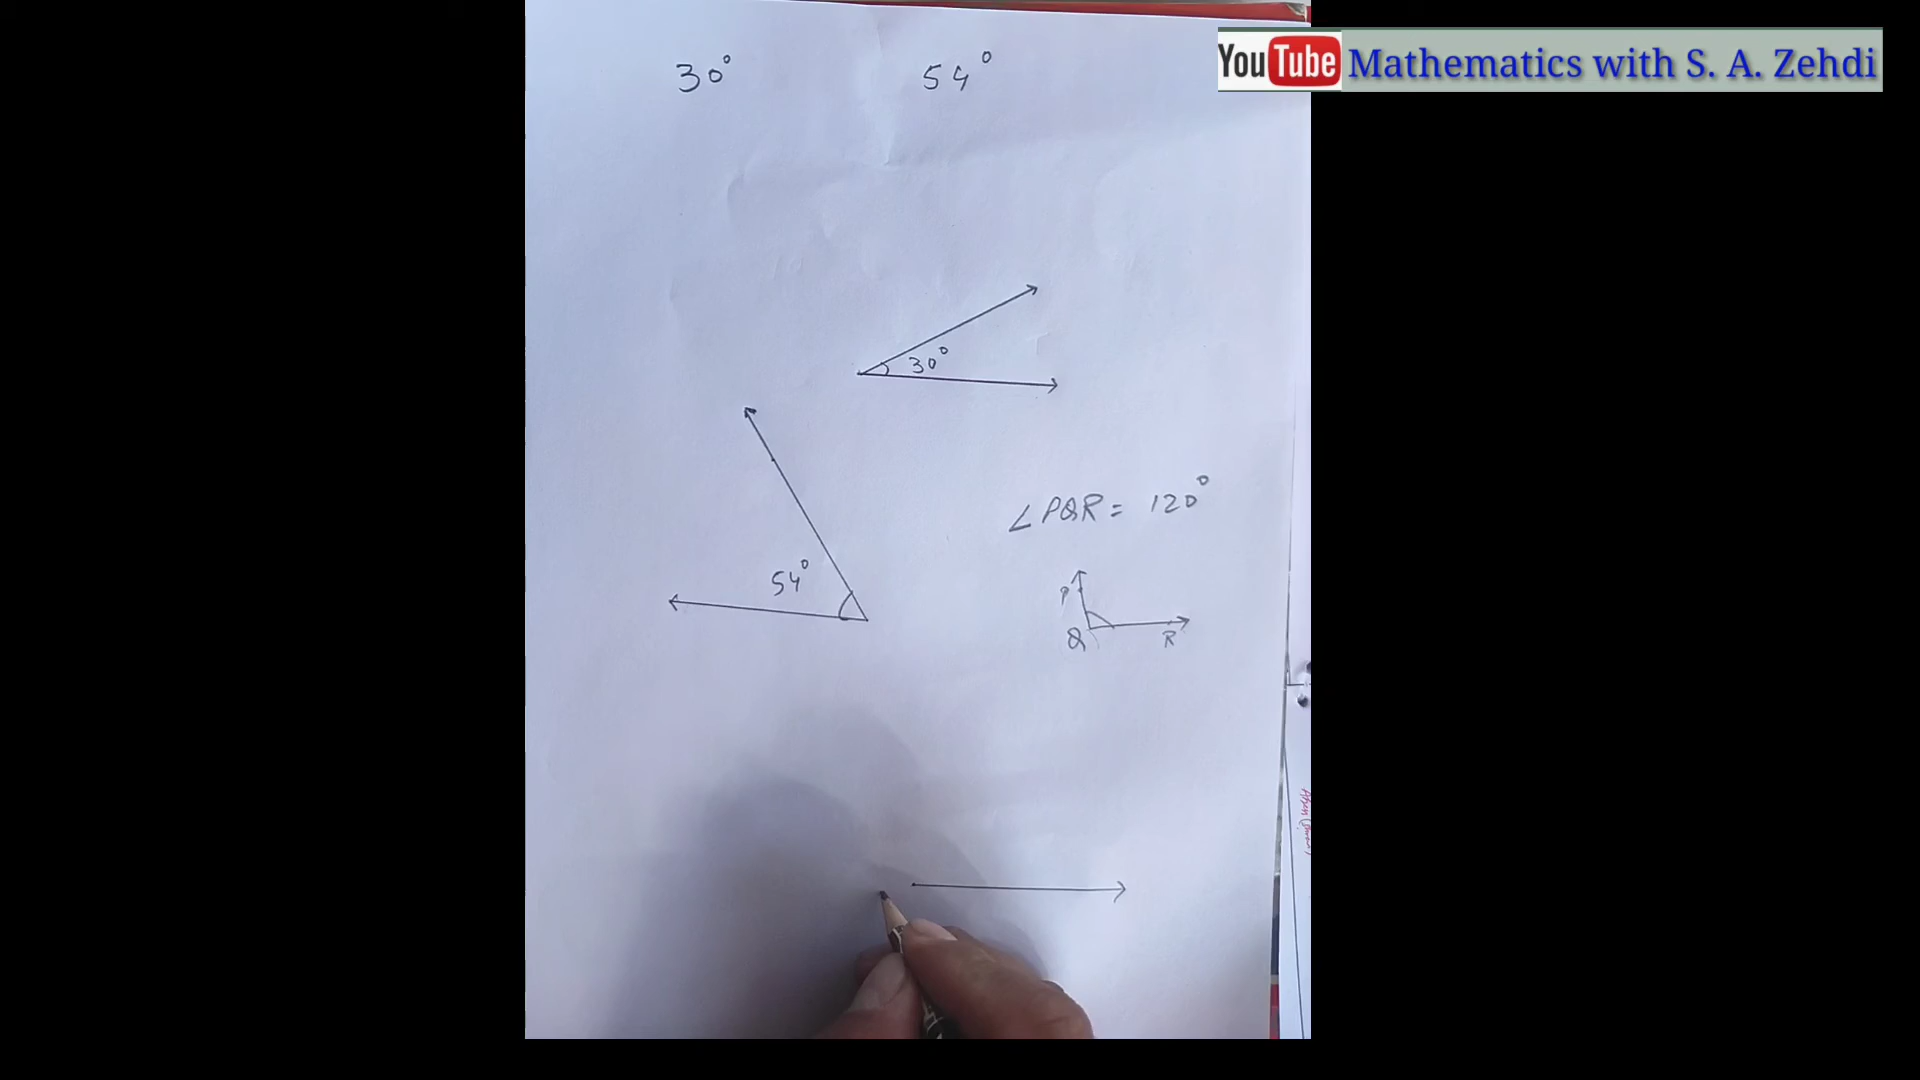 YouTube Mathematics with S. A. Zehdi
30° 54°
30°
54°
∠PQR = 120°
P
Q R